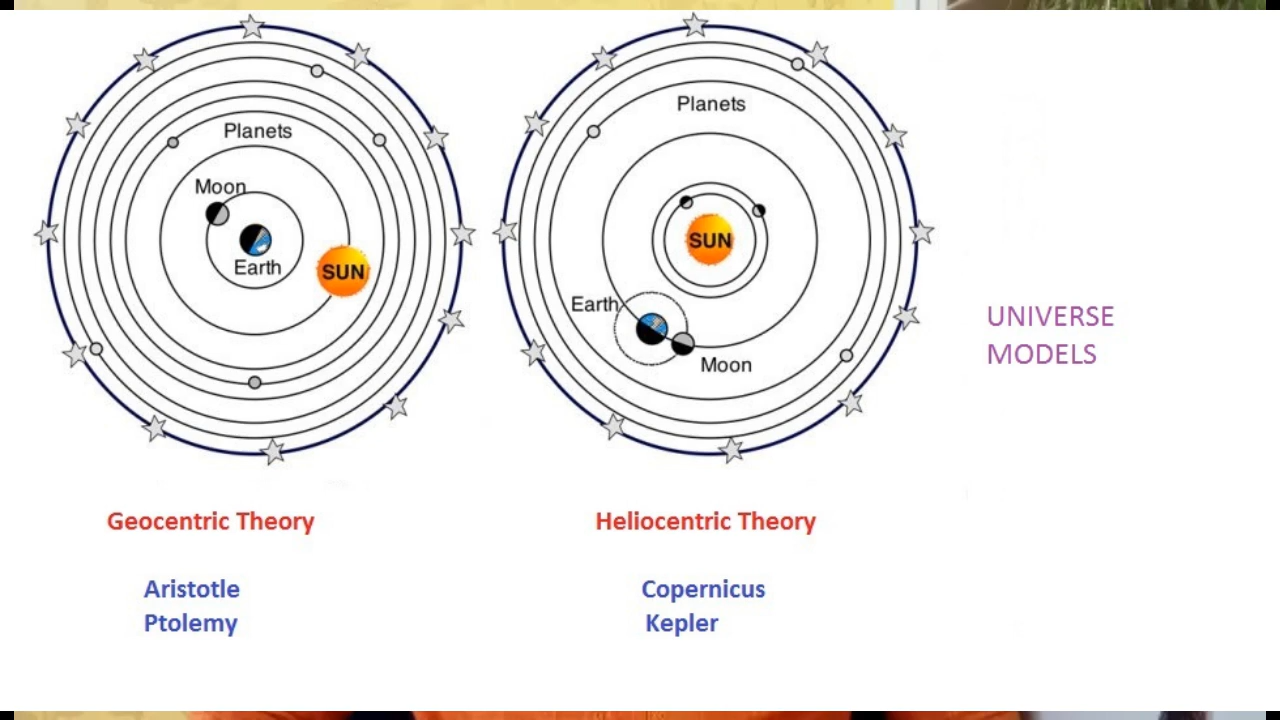 Planets
Moon
Earth
SUN
Planets
SUN
Earth
Moon
UNIVERSE
MODELS
Geocentric Theory
Heliocentric Theory
Aristotle
Ptolemy
Copernicus
Kepler